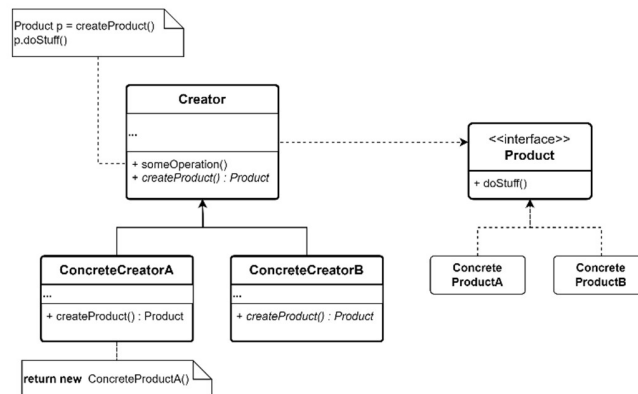 Product p = createProduct()
p.doStuff()
Creator
...
+ someOperation()
+ createProduct() : Product
<<interface>>
Product
+ doStuff()
ConcreteCreatorA
...
+ createProduct() : Product
ConcreteCreatorB
...
+ createProduct() : Product
Concrete
ProductA
Concrete
ProductB
return new ConcreteProductA()